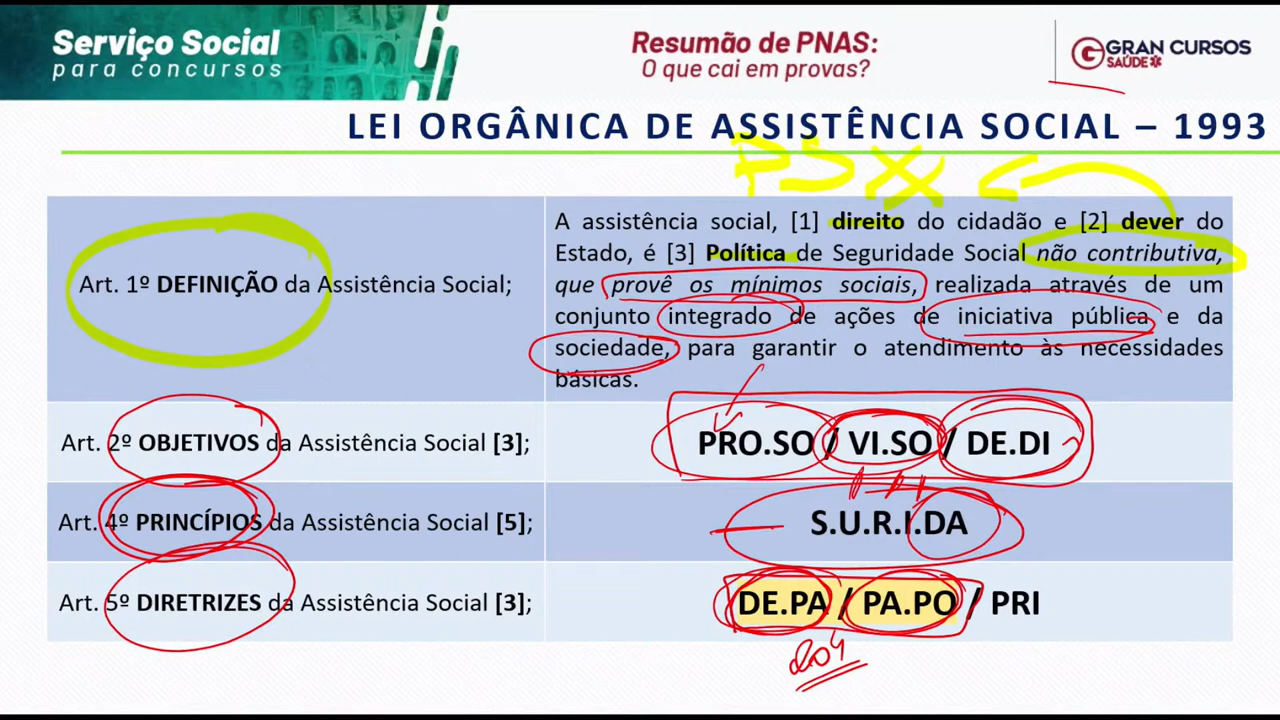 Serviço Social
para concursos
Resumão de PNAS:
O que cai em provas?
GRAN CURSOS
SAÚDE
LEI ORGÂNICA DE ASSISTÊNCIA SOCIAL – 1993
Art. 1º DEFINIÇÃO da Assistência Social;
A assistência social, [1] direito do cidadão e [2] dever do
Estado, é [3] Política de Seguridade Social não contributiva,
que provê os mínimos sociais, realizada através de um
conjunto integrado de ações de iniciativa pública e da
sociedade, para garantir o atendimento às necessidades
básicas.
Art. 2º OBJETIVOS da Assistência Social [3];
PRO.SO / VI.SO / DE.DI
Art. 4º PRINCÍPIOS da Assistência Social [5];
S.U.R.I.DA
Art. 5º DIRETRIZES da Assistência Social [3];
DE.PA / PA.PO / PRI
204